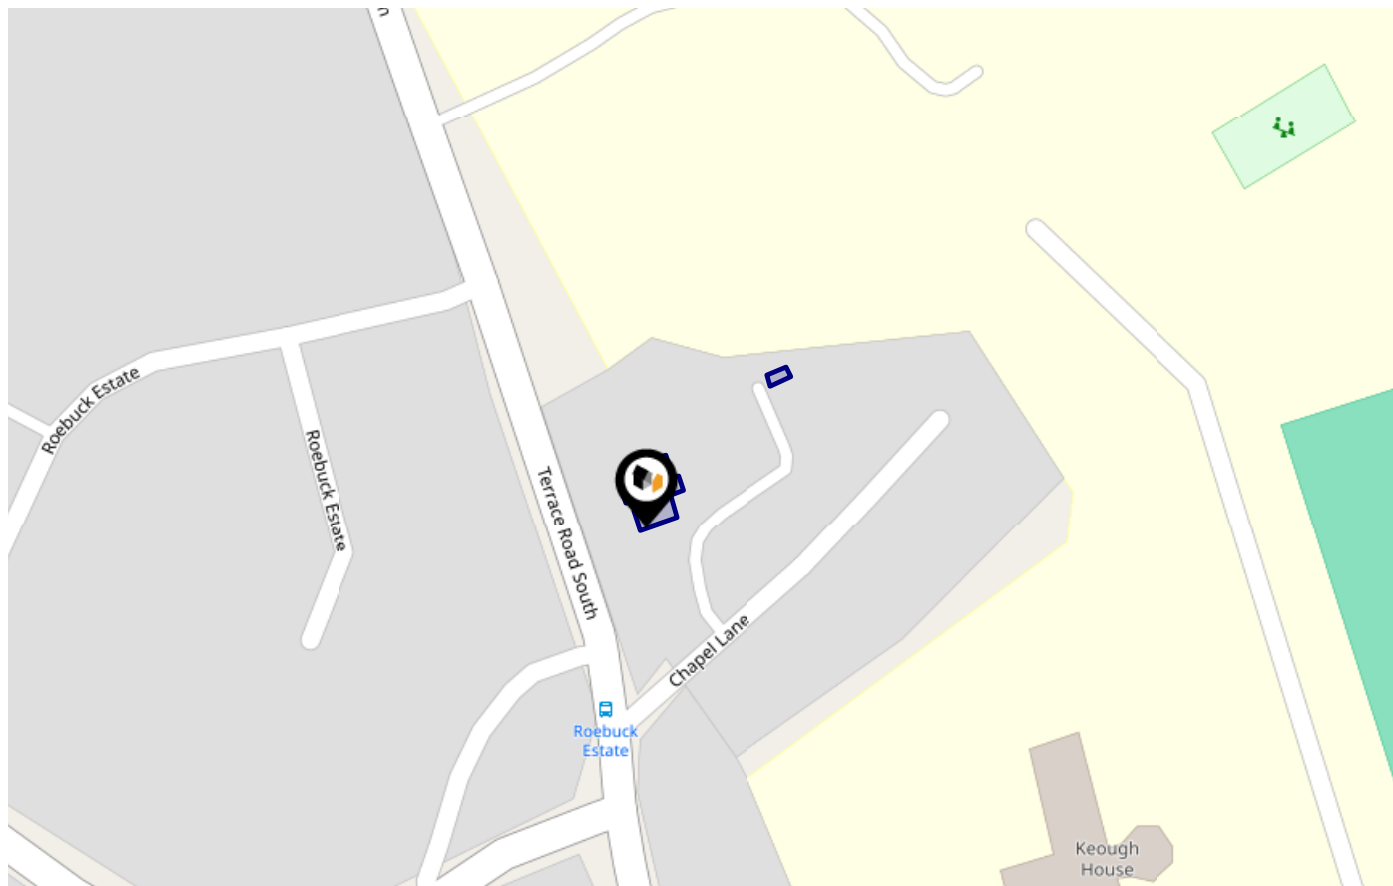 Roebuck Estate
Roebuck Estate
Terrace Road South
Chapel Lane
Roebuck
Estate
Keough
House